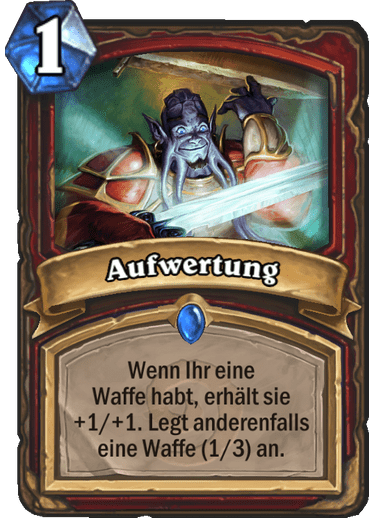 1
Aufwertung
Wenn Ihr eine
Waffe habt, erhält sie
+1/+1. Legt anderenfalls
eine Waffe (1/3) an.